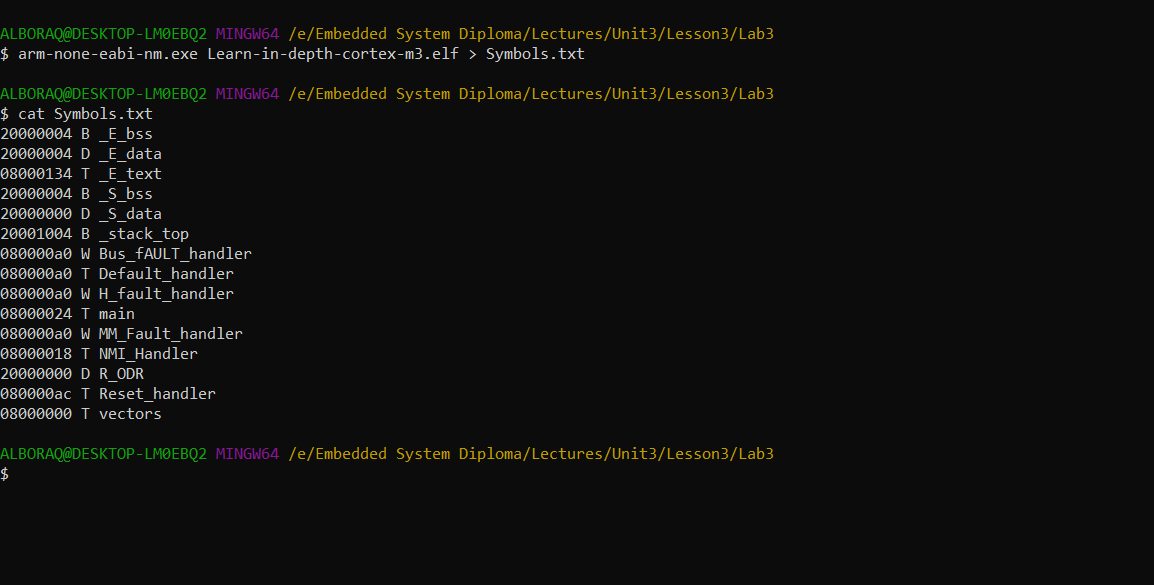 ALBORAQ@DESKTOP-LM0EBQ2 MINGW64 /e/Embedded System Diploma/Lectures/Unit3/Lesson3/Lab3
$ arm-none-eabi-nm.exe Learn-in-depth-cortex-m3.elf > Symbols.txt
ALBORAQ@DESKTOP-LM0EBQ2 MINGW64 /e/Embedded System Diploma/Lectures/Unit3/Lesson3/Lab3
$ cat Symbols.txt
20000004 B _E_bss
20000004 D _E_data
08000134 T _E_text
20000004 B _S_bss
20000000 D _S_data
20001004 B _stack_top
080000a0 W Bus_fAULT_handler
080000a0 T Default_handler
080000a0 W H_fault_handler
08000024 T main
080000a0 W MM_Fault_handler
08000018 T NMI_Handler
20000000 D R_ODR
080000ac T Reset_handler
08000000 T vectors
ALBORAQ@DESKTOP-LM0EBQ2 MINGW64 /e/Embedded System Diploma/Lectures/Unit3/Lesson3/Lab3
$